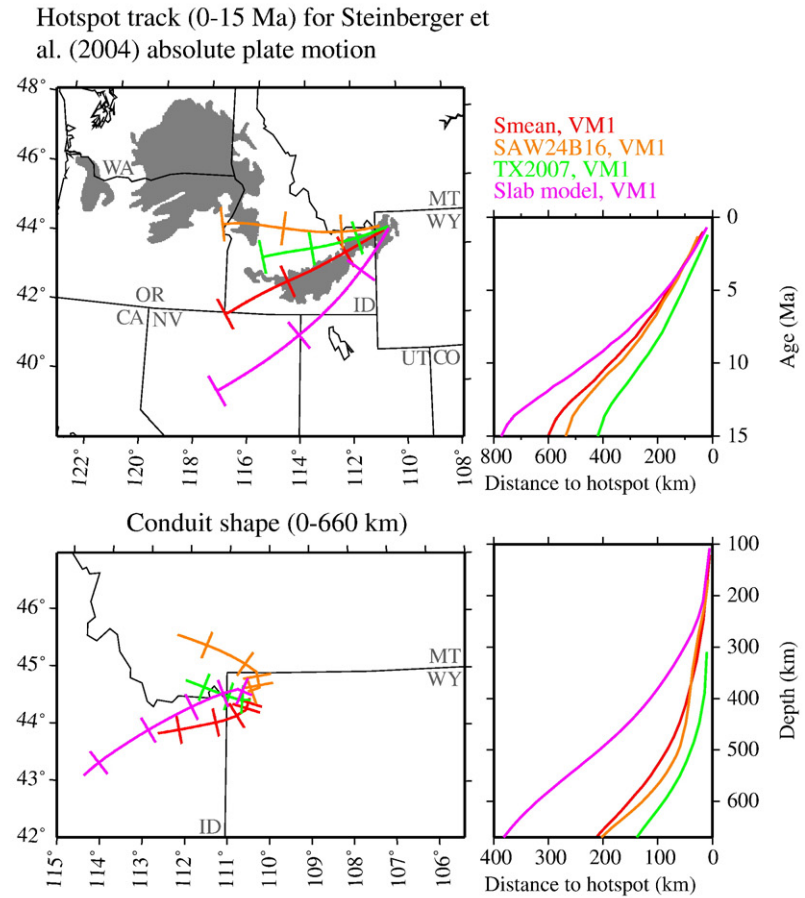 Hotspot track (0-15 Ma) for Steinberger et
al. (2004) absolute plate motion
48°
46°
44°
42°
40°
WA
OR
CA
NV
ID
MT
WY
UT
CO
122°
120°
118°
116°
114°
112°
110°
108°
Smean, VM1
SAW24B16, VM1
TX2007, VM1
Slab model, VM1
0
5
10
15
Age (Ma)
800
600
400
200
0
Distance to hotspot (km)
Conduit shape (0-660 km)
46°
45°
44°
43°
42°
MT
WY
ID
115°
114°
113°
112°
111°
110°
109°
108°
107°
106°
100
200
300
400
500
600
Depth (km)
400
300
200
100
0
Distance to hotspot (km)